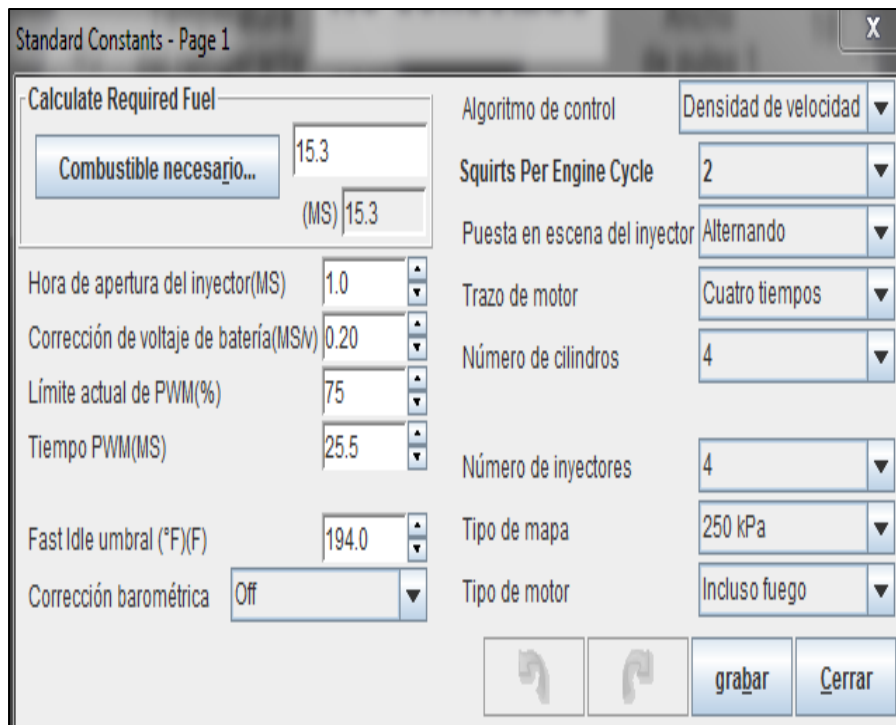 Standard Constants - Page 1
X
Calculate Required Fuel
Combustible necesario...
15.3
(MS) 15.3
Hora de apertura del inyector(MS) 1.0
Corrección de voltaje de batería(MS/v) 0.20
Límite actual de PWM(%) 75
Tiempo PWM(MS) 25.5
Fast Idle umbral (°F)(F) 194.0
Corrección barométrica Off
Algoritmo de control Densidad de velocidad
Squirts Per Engine Cycle 2
Puesta en escena del inyector Alternando
Trazo de motor Cuatro tiempos
Número de cilindros 4
Número de inyectores 4
Tipo de mapa 250 kPa
Tipo de motor Incluso fuego
grabar
Cerrar